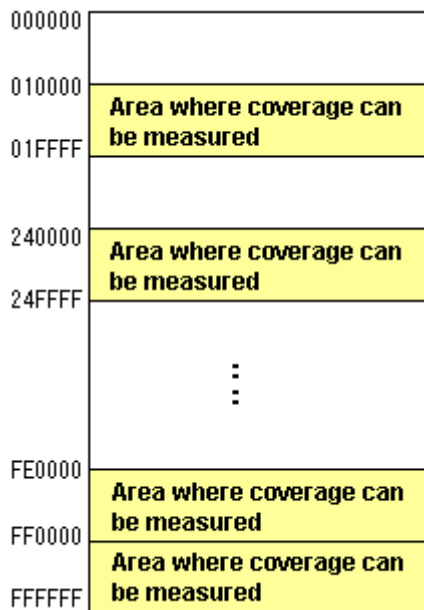 000000
010000
Area where coverage can
be measured
01FFFF
240000
Area where coverage can
be measured
24FFFF
FE0000
Area where coverage can
be measured
FF0000
Area where coverage can
be measured
FFFFFF